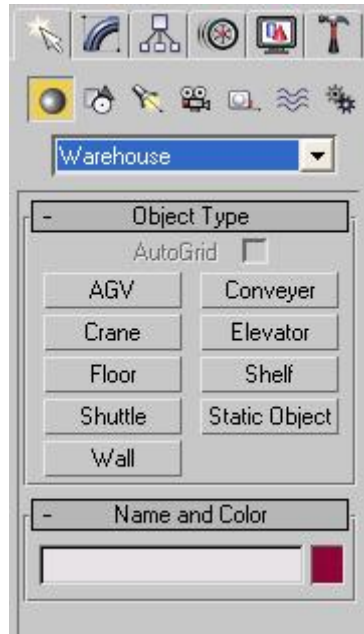 Warehouse
- Object Type
AutoGrid
AGV Conveyer
Crane Elevator
Floor Shelf
Shuttle Static Object
Wall
- Name and Color